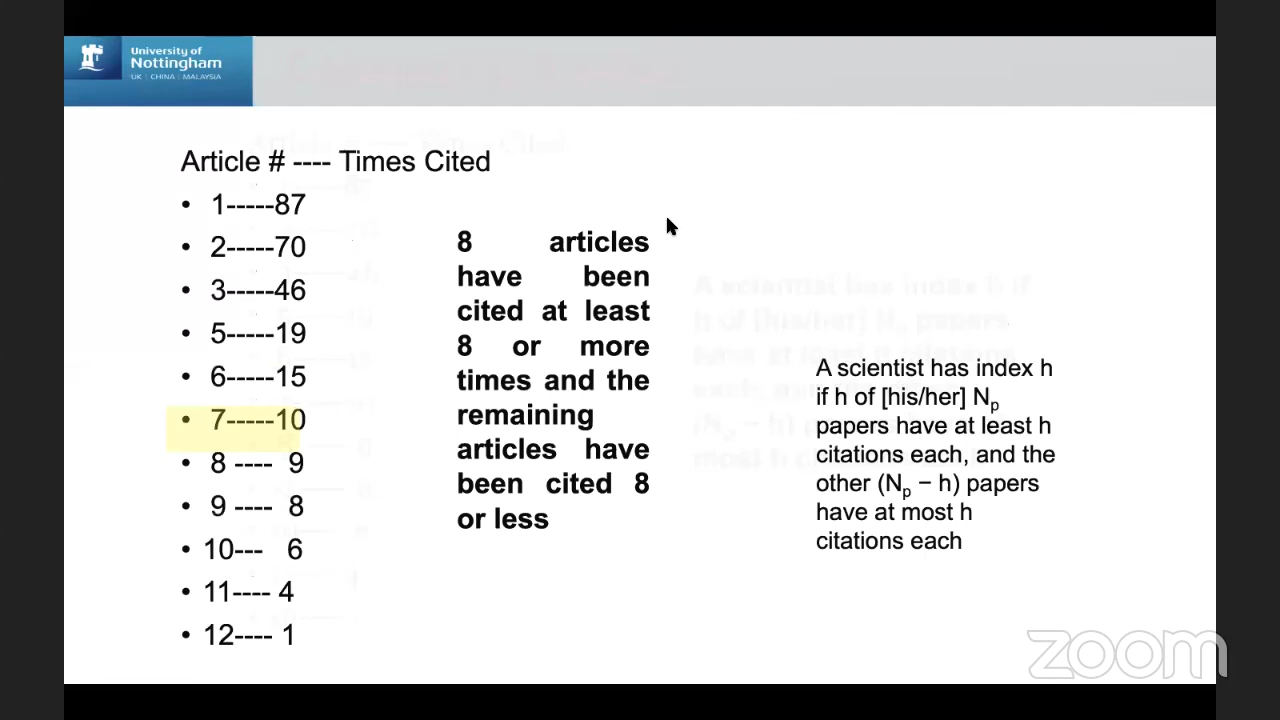 University of
Nottingham
UK | CHINA | MALAYSIA
Article # ---- Times Cited
• 1-----87
• 2-----70
• 3-----46
• 5-----19
• 6-----15
• 7-----10
• 8 ---- 9
• 9 ---- 8
• 10--- 6
• 11---- 4
• 12---- 1
8 articles
have been
cited at least
8 or more
times and the
remaining
articles have
been cited 8
or less
A scientist has index h
if h of [his/her] Np
papers have at least h
citations each, and the
other (Np − h) papers
have at most h
citations each
zoom